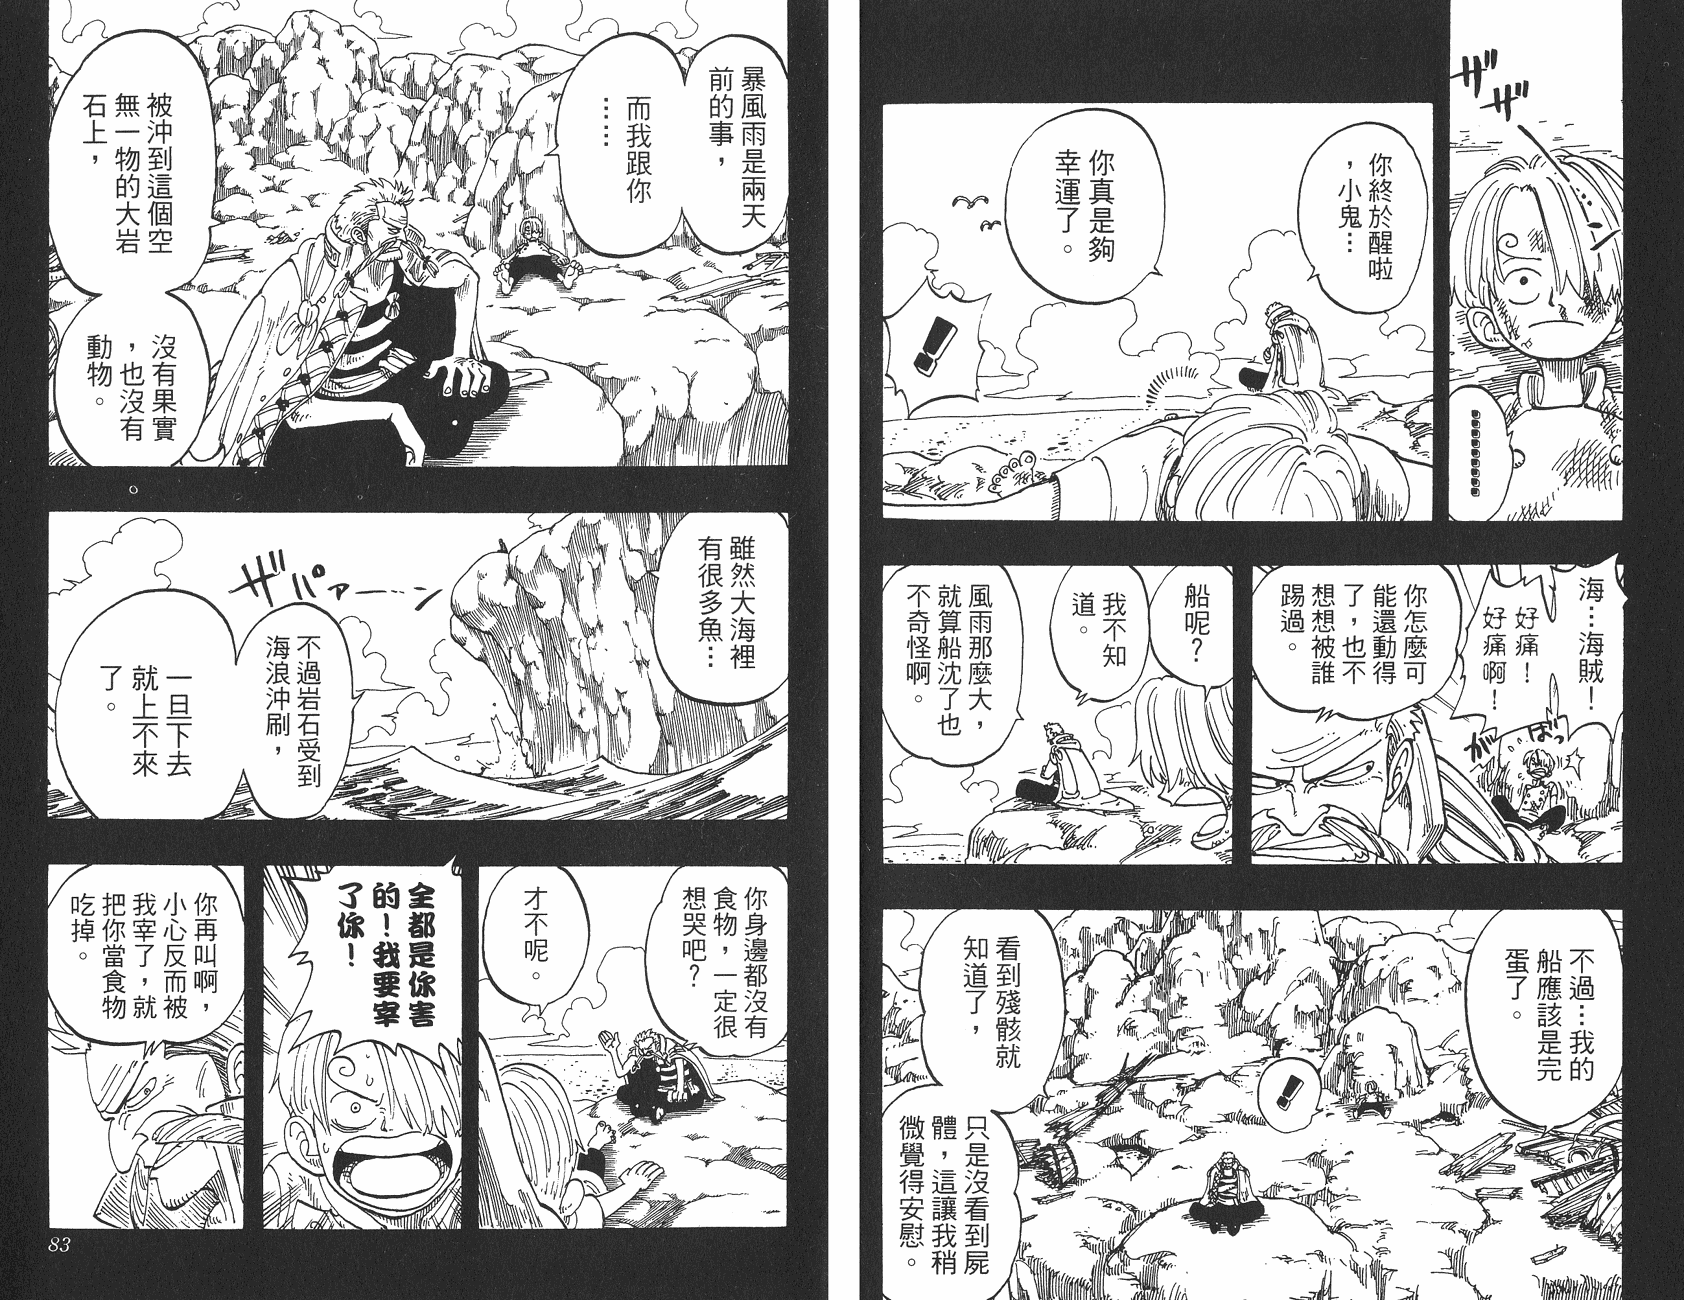 ザザーン
………
你終於醒啦
，小鬼…
你真是夠
幸運了。
!!
海…海賊！
好痛！
好痛啊！
ばっ
ガ
你怎麼可
能還動得
了，也不
想想被誰
踢過。
船呢？
我不知
道。
風雨那麼大，
就算船沈了也
不奇怪啊。
不過…我的
船應該是完
蛋了。
!
看到殘骸就
知道了，
只是沒看到屍
體，這讓我稍
微覺得安慰。
暴風雨是兩天
前的事，
而我跟你
……
被沖到這個空
無一物的大岩
石上，
沒有果實
，也沒有
動物。
雖然大海裡
有很多魚…
ザパァーーン
不過岩石受到
海浪沖刷，
一旦下去
就上不來
了。
你身邊都沒有
食物，一定很
想哭吧？
才不呢。
全都是你害
的！我要宰
了你！
你再叫啊，
小心反而被
我宰了，就
把你當食物
吃掉。
83